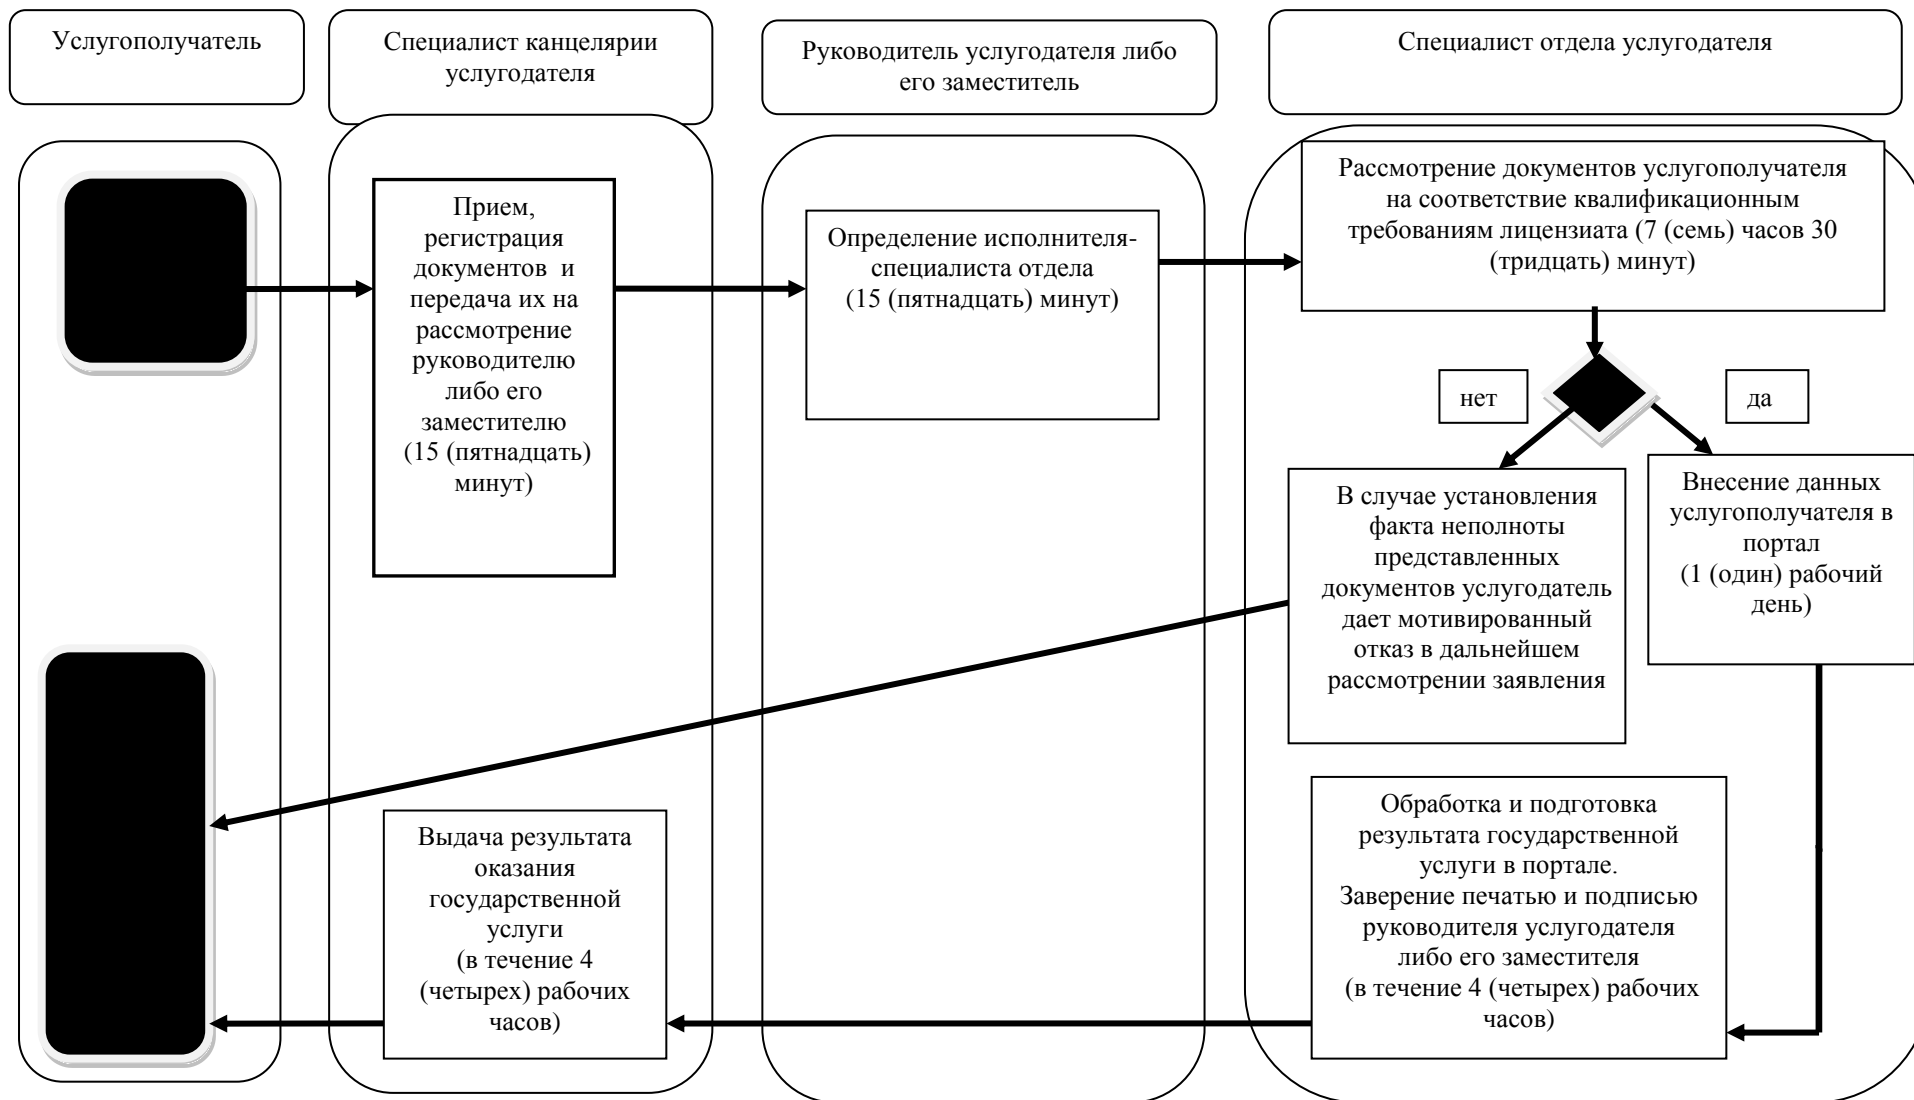 Услугополучатель
Специалист канцелярии
услугодателя
Руководитель услугодателя либо
его заместитель
Специалист отдела услугодателя
Прием,
регистрация
документов и
передача их на
рассмотрение
руководителю
либо его
заместителю
(15 (пятнадцать)
минут)
Определение исполнителя-
специалиста отдела
(15 (пятнадцать) минут)
Рассмотрение документов услугополучателя
на соответствие квалификационным
требованиям лицензиата (7 (семь) часов 30
(тридцать) минут)
нет
да
В случае установления
факта неполноты
представленных
документов услугодатель
дает мотивированный
отказ в дальнейшем
рассмотрении заявления
Внесение данных
услугополучателя в
портал
(1 (один) рабочий
день)
Обработка и подготовка
результата государственной
услуги в портале.
Заверение печатью и подписью
руководителя услугодателя
либо его заместителя
(в течение 4 (четырех) рабочих
часов)
Выдача результата
оказания
государственной
услуги
(в течение 4
(четырех) рабочих
часов)